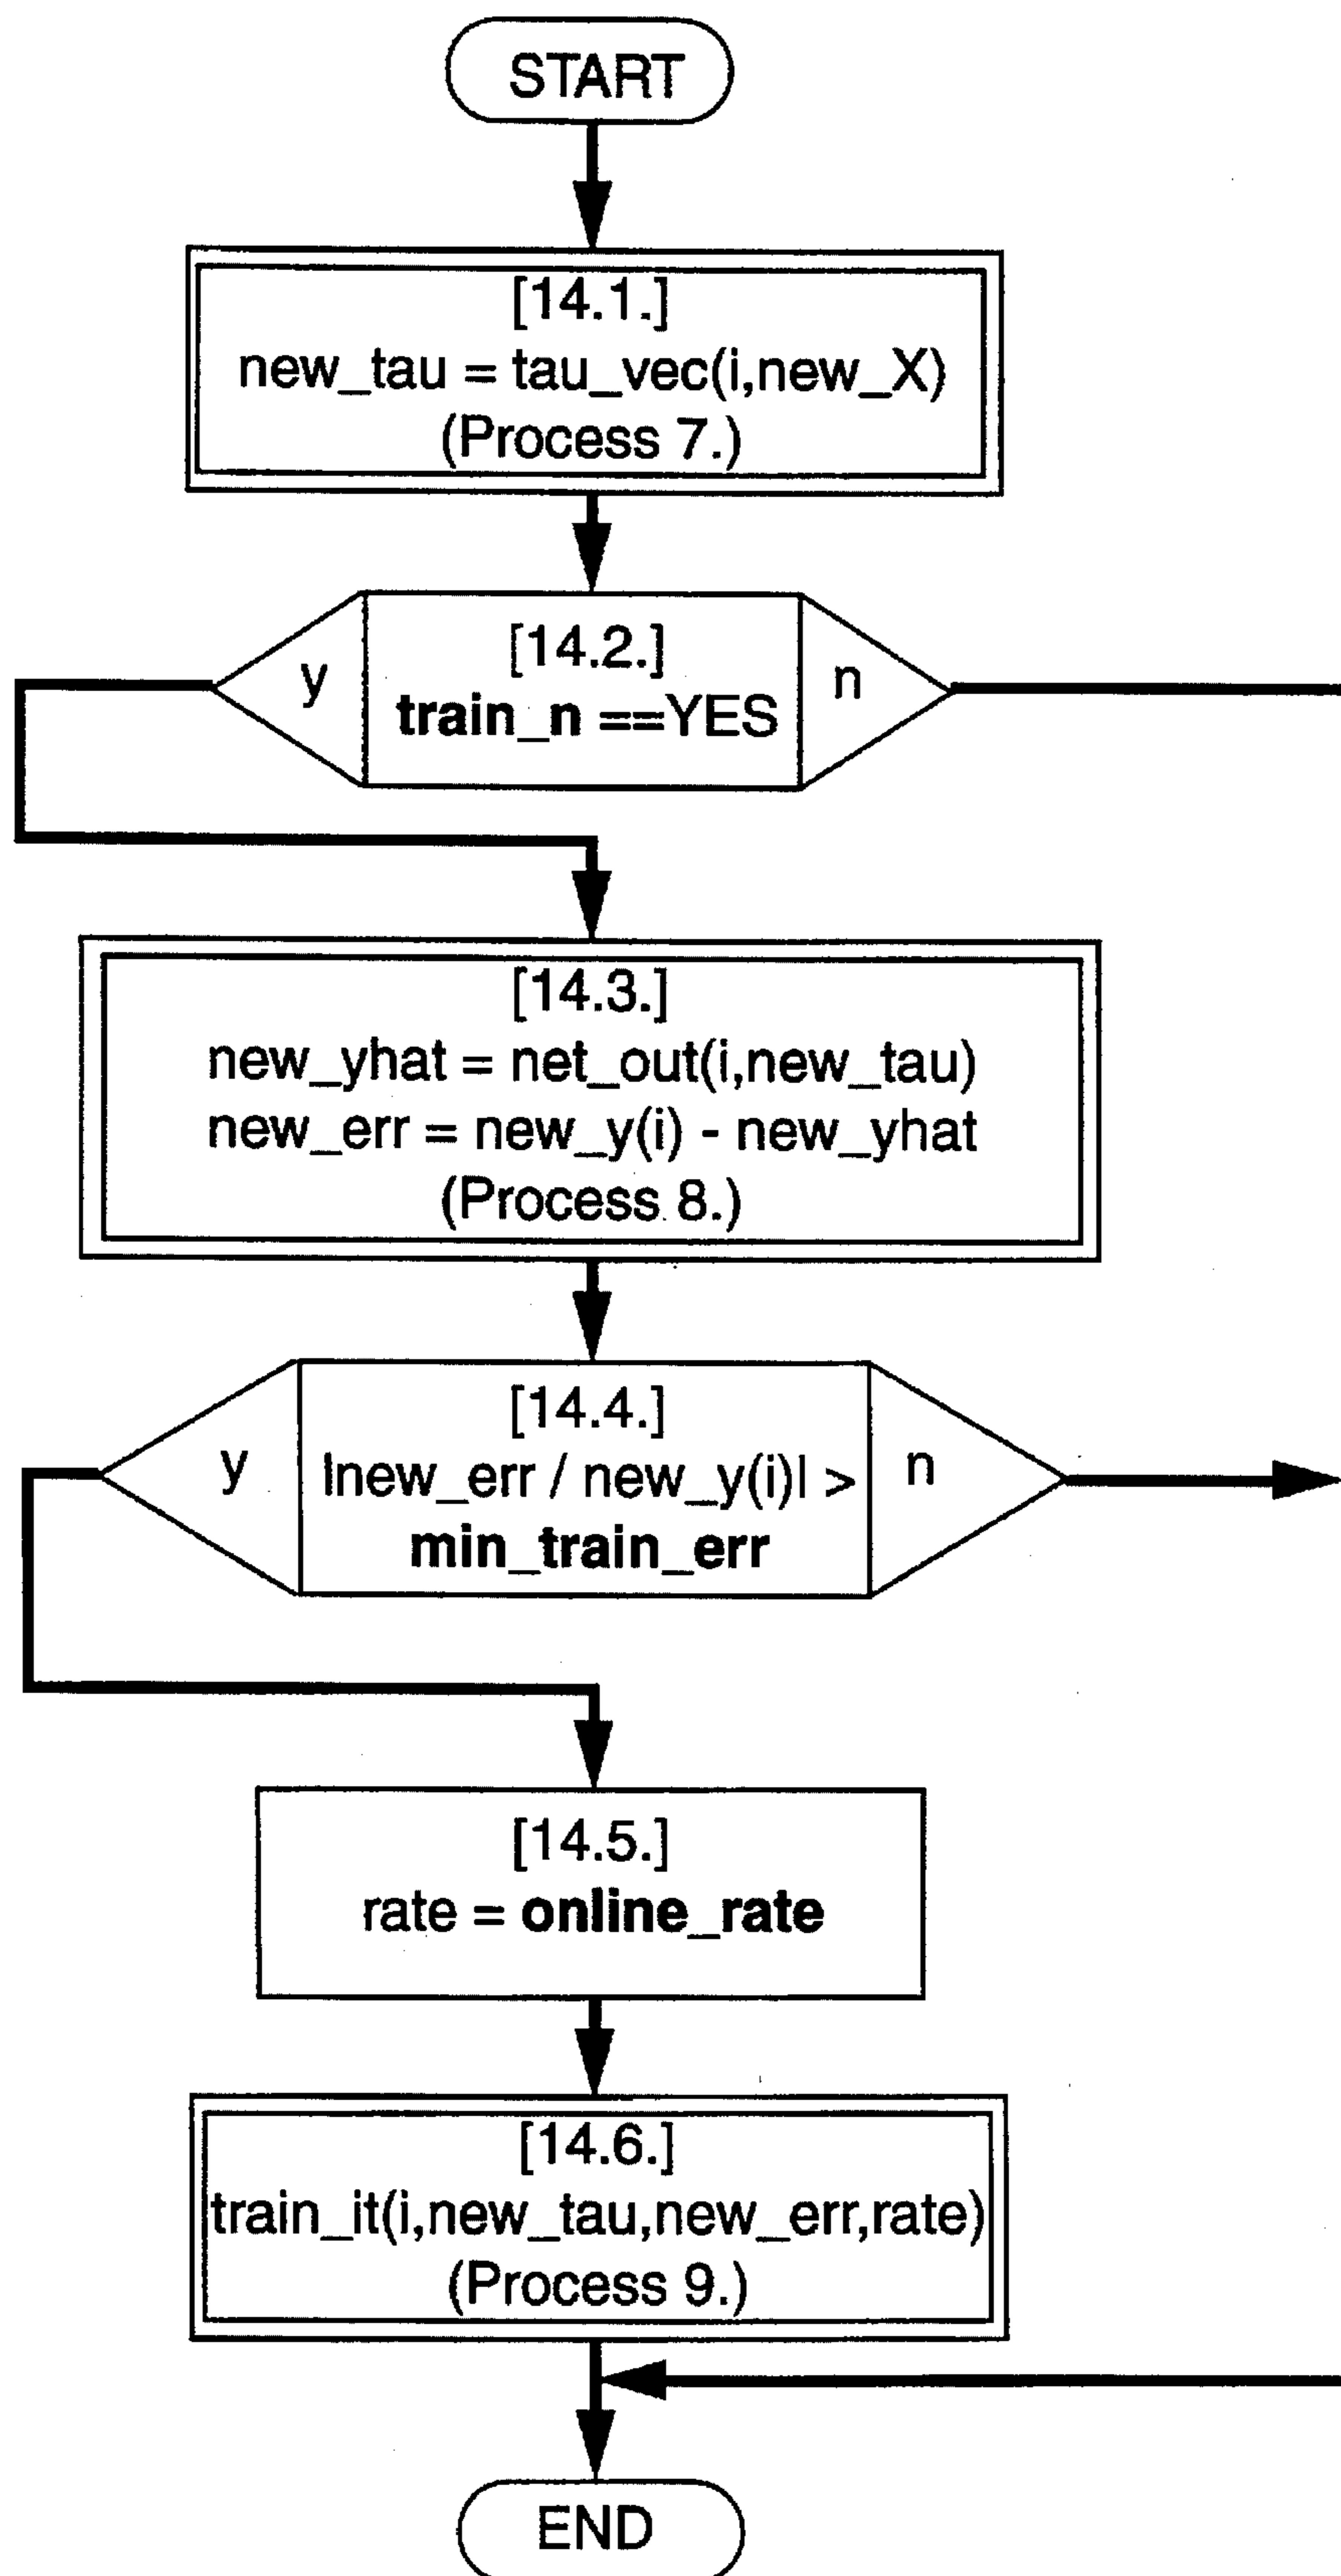 START
[14.1.]
new_tau = tau_vec(i,new_X)
(Process 7.)
y
[14.2.]
n
train_n ==YES
[14.3.]
new_yhat = net_out(i,new_tau)
new_err = new_y(i) - new_yhat
(Process 8.)
[14.4.]
y
|new_err / new_y(i)| >
n
min_train_err
[14.5.]
rate = online_rate
[14.6.]
train_it(i,new_tau,new_err,rate)
(Process 9.)
END